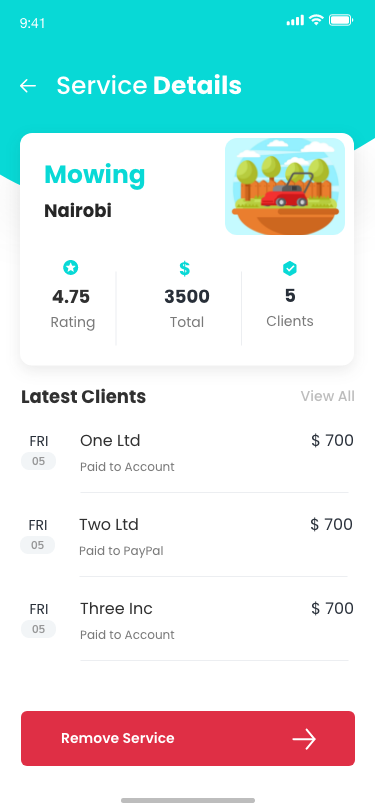 9:41
Service Details
Mowing
Nairobi
$
4.75 3500 5
Rating Total Clients
Latest Clients View All
FRI One Ltd $ 700
05 Paid to Account
FRI Two Ltd $ 700
05 Paid to PayPal
FRI Three Inc $ 700
05 Paid to Account
Remove Service